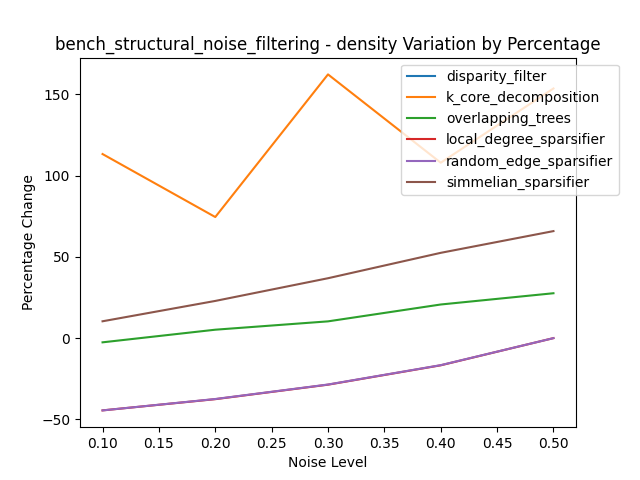 bench_structural_noise_filtering - density Variation by Percentage
disparity_filter
k_core_decomposition
overlapping_trees
local_degree_sparsifier
random_edge_sparsifier
simmelian_sparsifier
Percentage Change
150
100
50
0
−50
0.10 0.15 0.20 0.25 0.30 0.35 0.40 0.45 0.50
Noise Level